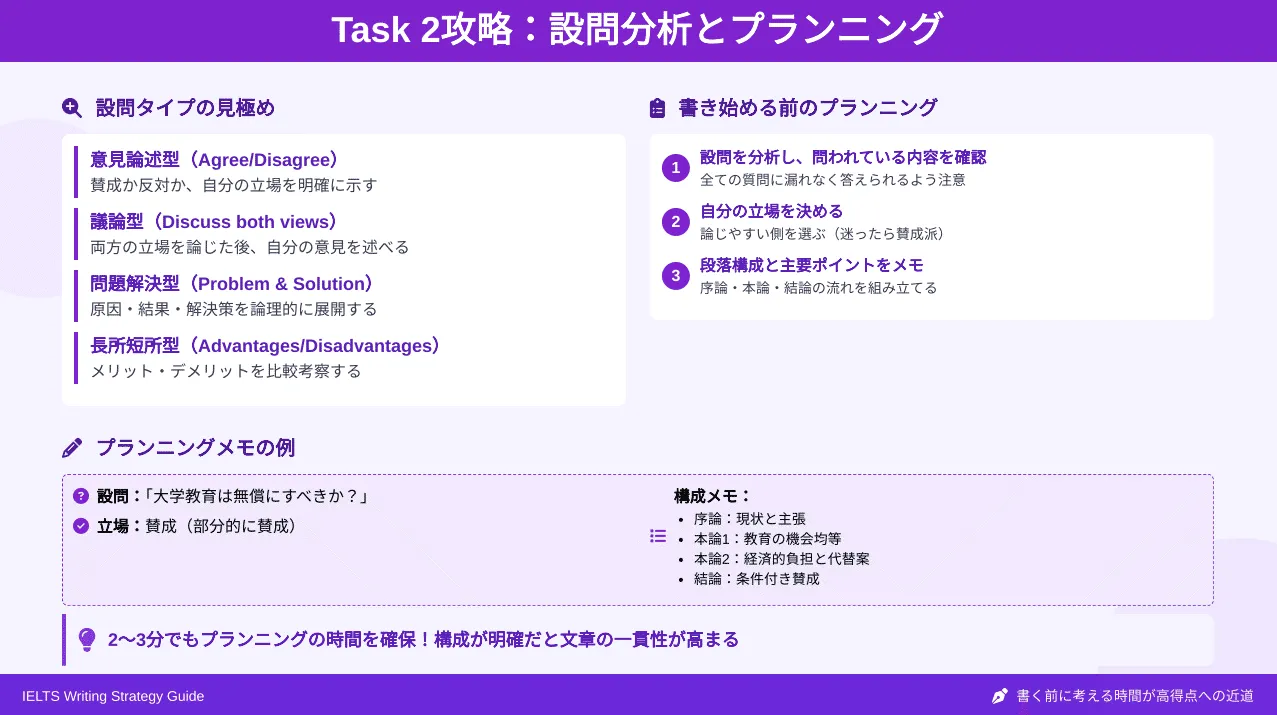 Task 2攻略：設問分析とプランニング
設問タイプの見極め
意見論述型（Agree/Disagree）
賛成か反対か、自分の立場を明確に示す
議論型（Discuss both views）
両方の立場を論じた後、自分の意見を述べる
問題解決型（Problem & Solution）
原因・結果・解決策を論理的に展開する
長所短所型（Advantages/Disadvantages）
メリット・デメリットを比較考察する
書き始める前のプランニング
1 設問を分析し、問われている内容を確認
全ての質問に漏れなく答えられるよう注意
2 自分の立場を決める
論じやすい側を選ぶ（迷ったら賛成派）
3 段落構成と主要ポイントをメモ
序論・本論・結論の流れを組み立てる
プランニングメモの例
設問：「大学教育は無償にすべきか？」
立場：賛成（部分的に賛成）
構成メモ：
• 序論：現状と主張
• 本論1：教育の機会均等
• 本論2：経済的負担と代替案
• 結論：条件付き賛成
2〜3分でもプランニングの時間を確保！構成が明確だと文章の一貫性が高まる
IELTS Writing Strategy Guide
書く前に考える時間が高得点への近道